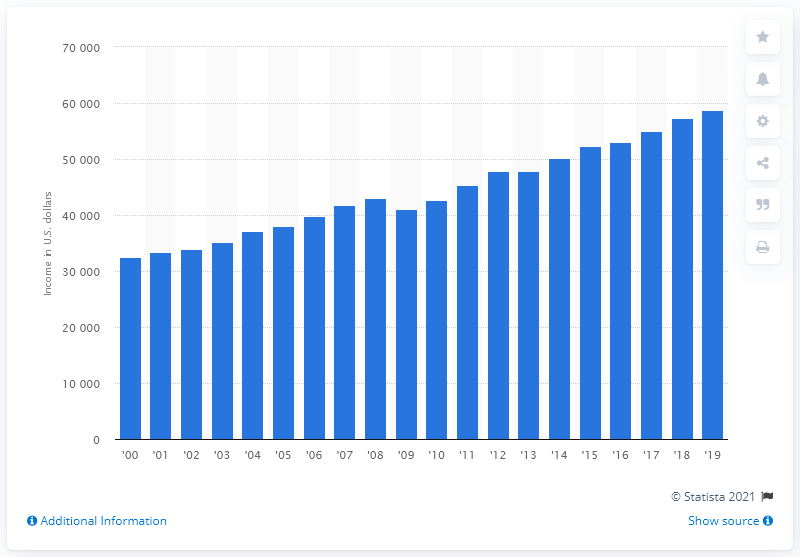 70 000
60 000
50 000
40 000
30 000
20 000
10 000
0
Income in U.S. dollars
'00 '01 '02 '03 '04 '05 '06 '07 '08 '09 '10 '11 '12 '13 '14 '15 '16 '17 '18 '19
© Statista 2021
Additional Information Show source